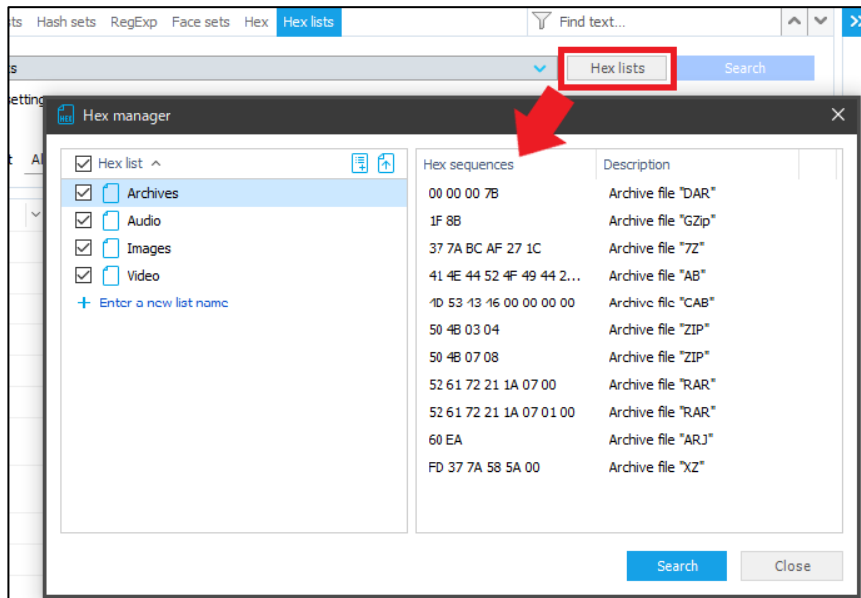 ts Hash sets RegExp Face sets Hex Hex lists Find text...
s Hex lists Search
setting
Hex manager
t Al
Hex list Hex sequences Description
Archives 00 00 00 7B Archive file "DAR"
Audio 1F 8B Archive file "GZip"
Images 37 7A BC AF 27 1C Archive file "7Z"
Video 41 4E 44 52 4F 49 44 2... Archive file "AB"
Enter a new list name 4D 53 43 46 00 00 00 00 Archive file "CAB"
50 4B 03 04 Archive file "ZIP"
50 4B 07 08 Archive file "ZIP"
52 61 72 21 1A 07 00 Archive file "RAR"
52 61 72 21 1A 07 01 00 Archive file "RAR"
60 EA Archive file "ARJ"
FD 37 7A 58 5A 00 Archive file "XZ"
Search Close